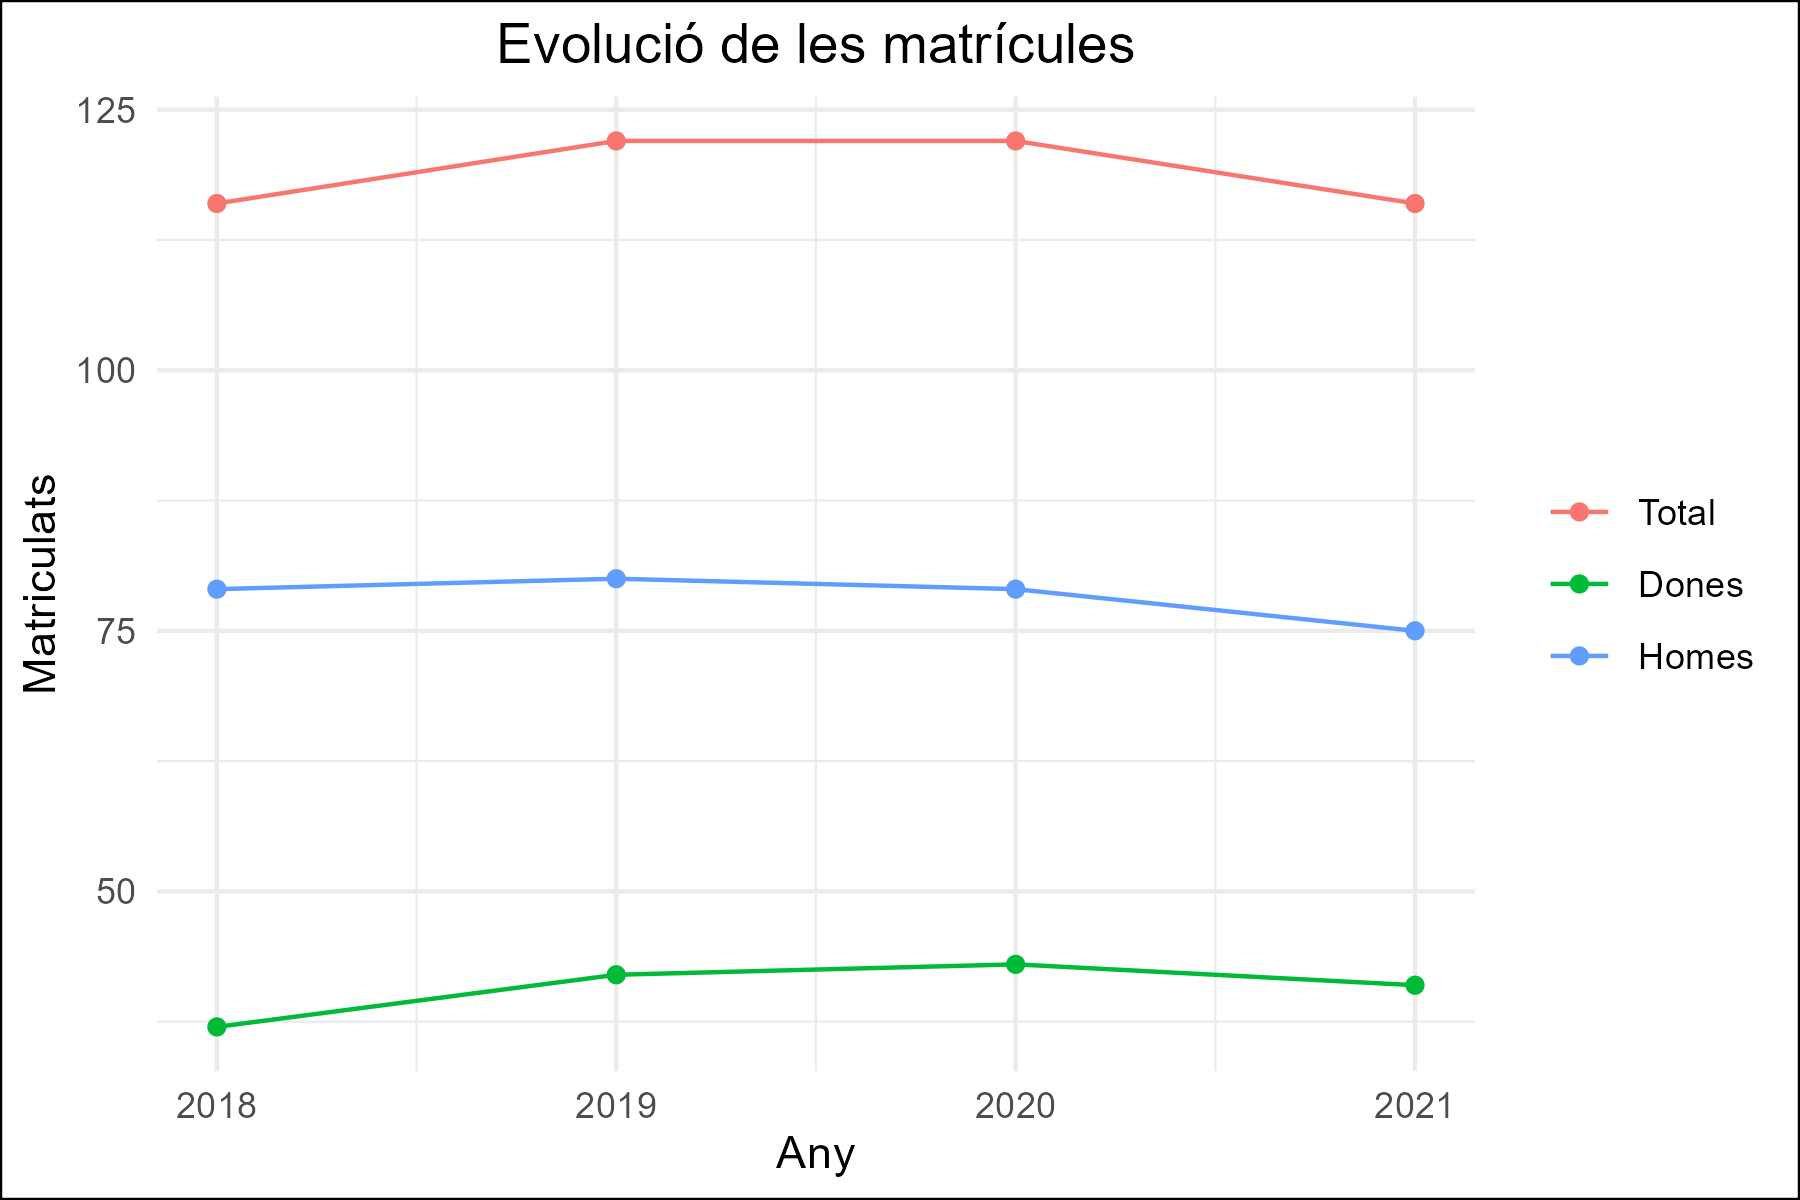 Evolució de les matrícules
125
100
75
50
Matriculats
2018
2019
2020
2021
Any
Total
Dones
Homes